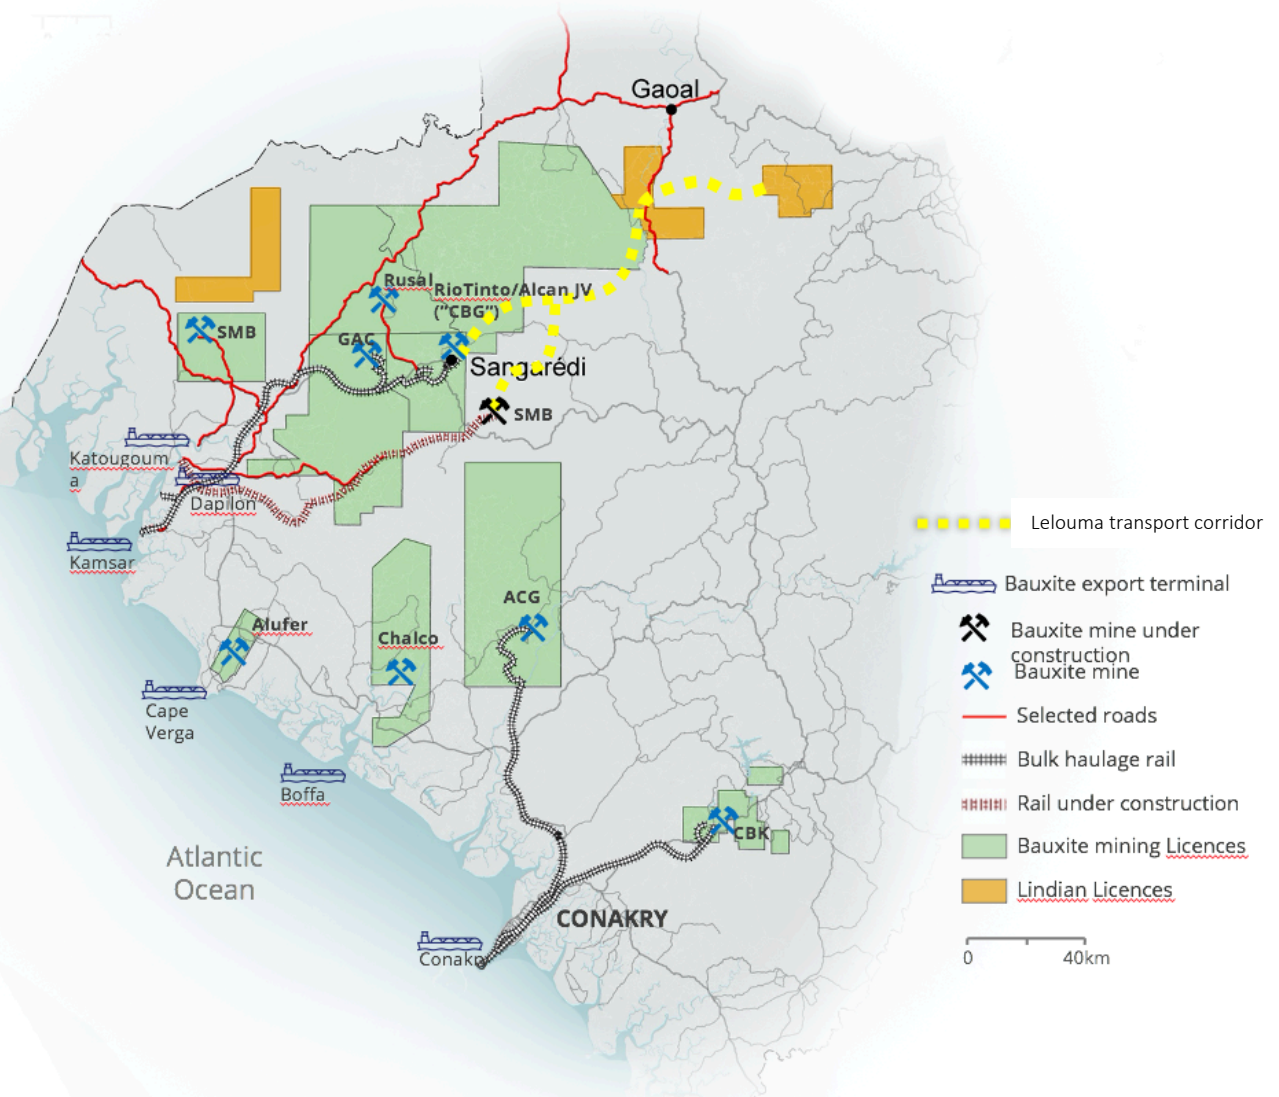 Gaoal
Rusal
RioTinto/Alcan JV
("CBG")
SMB
GAC
Sangarédi
SMB
Katougoum
a
Dapilon
Kamsar
ACG
Alufer
Chalco
Cape
Verga
Boffa
CBK
Atlantic
Ocean
CONAKRY
Conakry
Lelouma transport corridor
Bauxite export terminal
Bauxite mine under
construction
Bauxite mine
Selected roads
Bulk haulage rail
Rail under construction
Bauxite mining Licences
Lindian Licences
0 40km